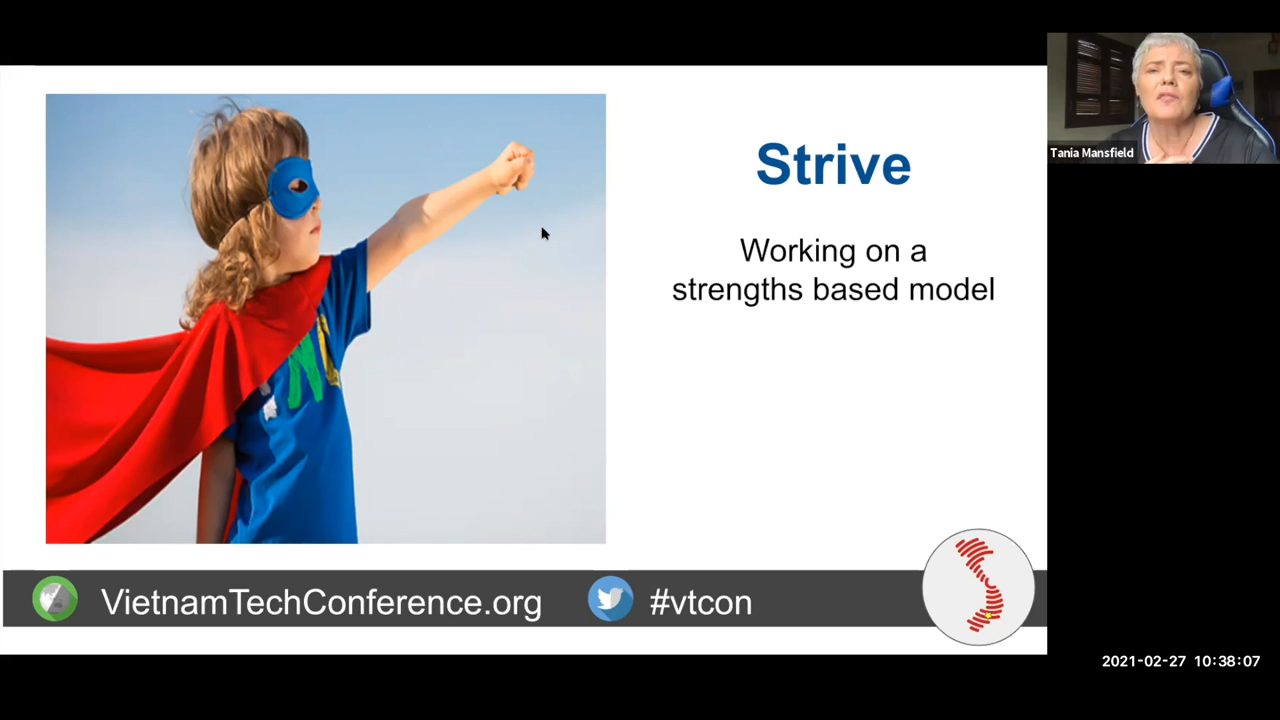 Strive
Working on a
strengths based model
Tania Mansfield
VietnamTechConference.org
#vtcon
2021-02-27 10:38:07